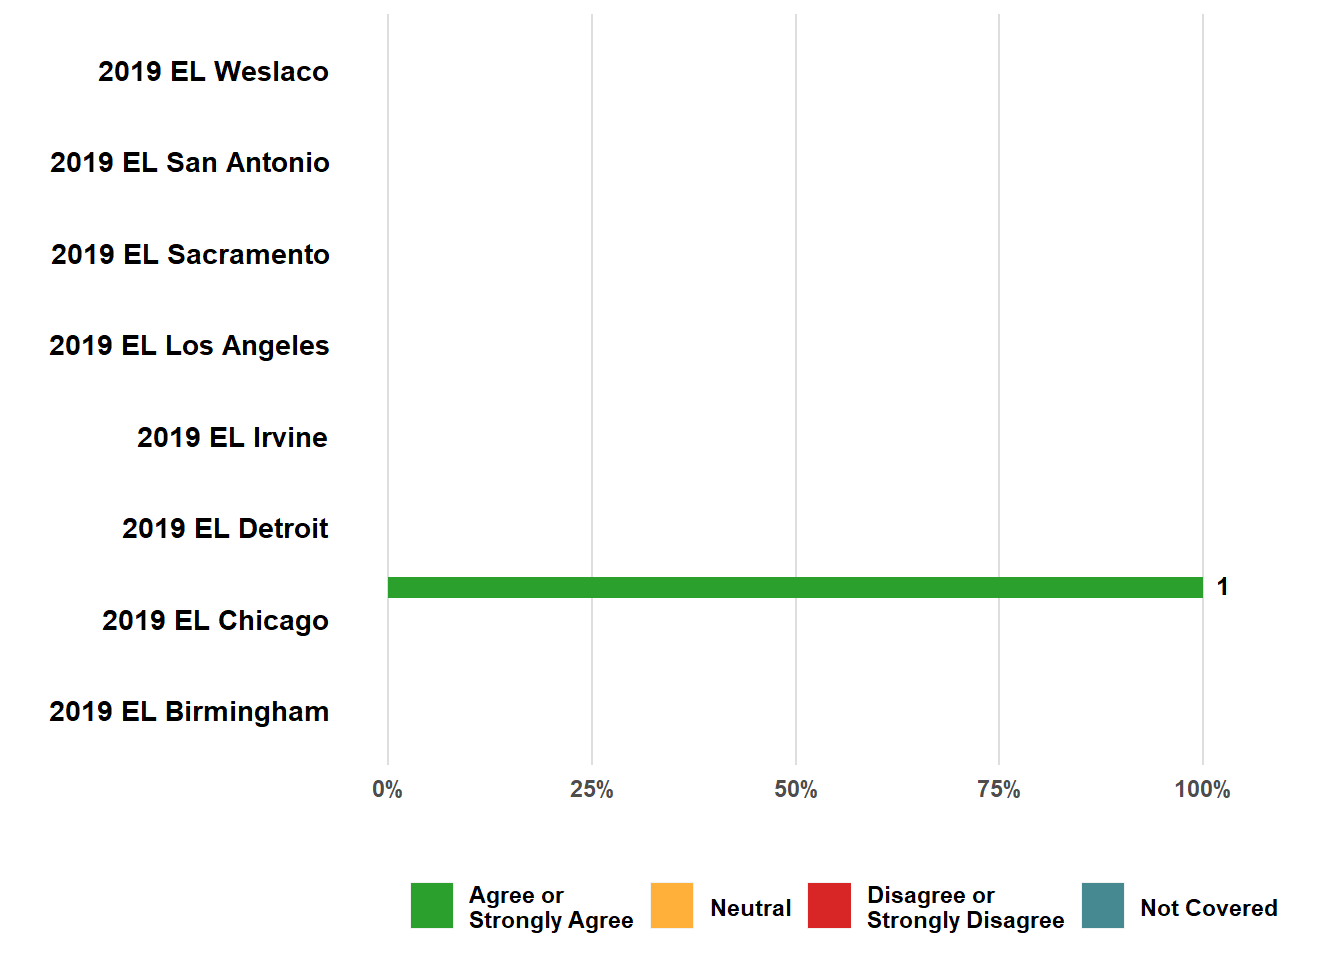 2019 EL Weslaco
2019 EL San Antonio
2019 EL Sacramento
2019 EL Los Angeles
2019 EL Irvine
2019 EL Detroit
1
2019 EL Chicago
2019 EL Birmingham
0% 25% 50% 75% 100%
Agree or
Strongly Agree
Neutral
Disagree or
Strongly Disagree
Not Covered